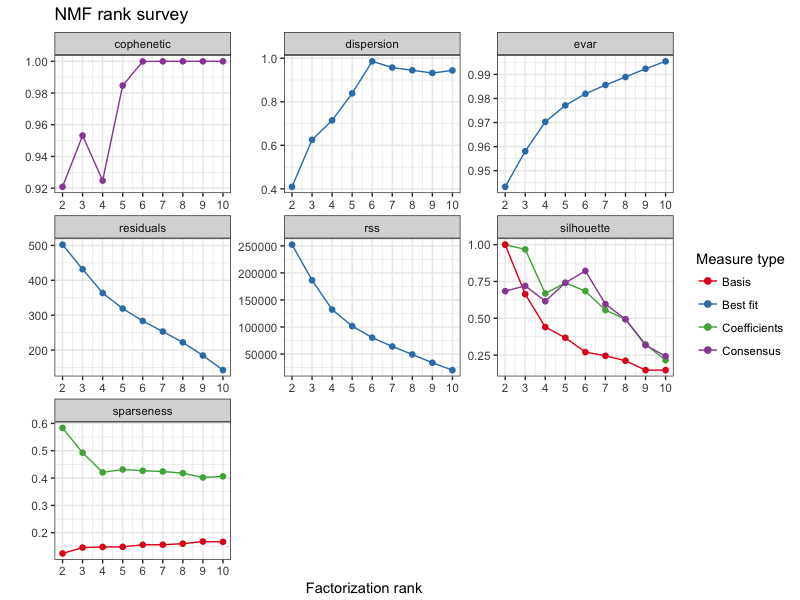 NMF rank survey
cophenetic
dispersion
evar
1.00
0.98
0.96
0.94
0.92
1.0
0.8
0.6
0.4
0.99
0.98
0.97
0.96
0.95
2 3 4 5 6 7 8 9 10
2 3 4 5 6 7 8 9 10
2 3 4 5 6 7 8 9 10
residuals
rss
silhouette
500
400
300
200
250000
200000
150000
100000
50000
1.00
0.75
0.50
0.25
2 3 4 5 6 7 8 9 10
2 3 4 5 6 7 8 9 10
2 3 4 5 6 7 8 9 10
Measure type
Basis
Best fit
Coefficients
Consensus
sparseness
0.6
0.5
0.4
0.3
0.2
2 3 4 5 6 7 8 9 10
Factorization rank